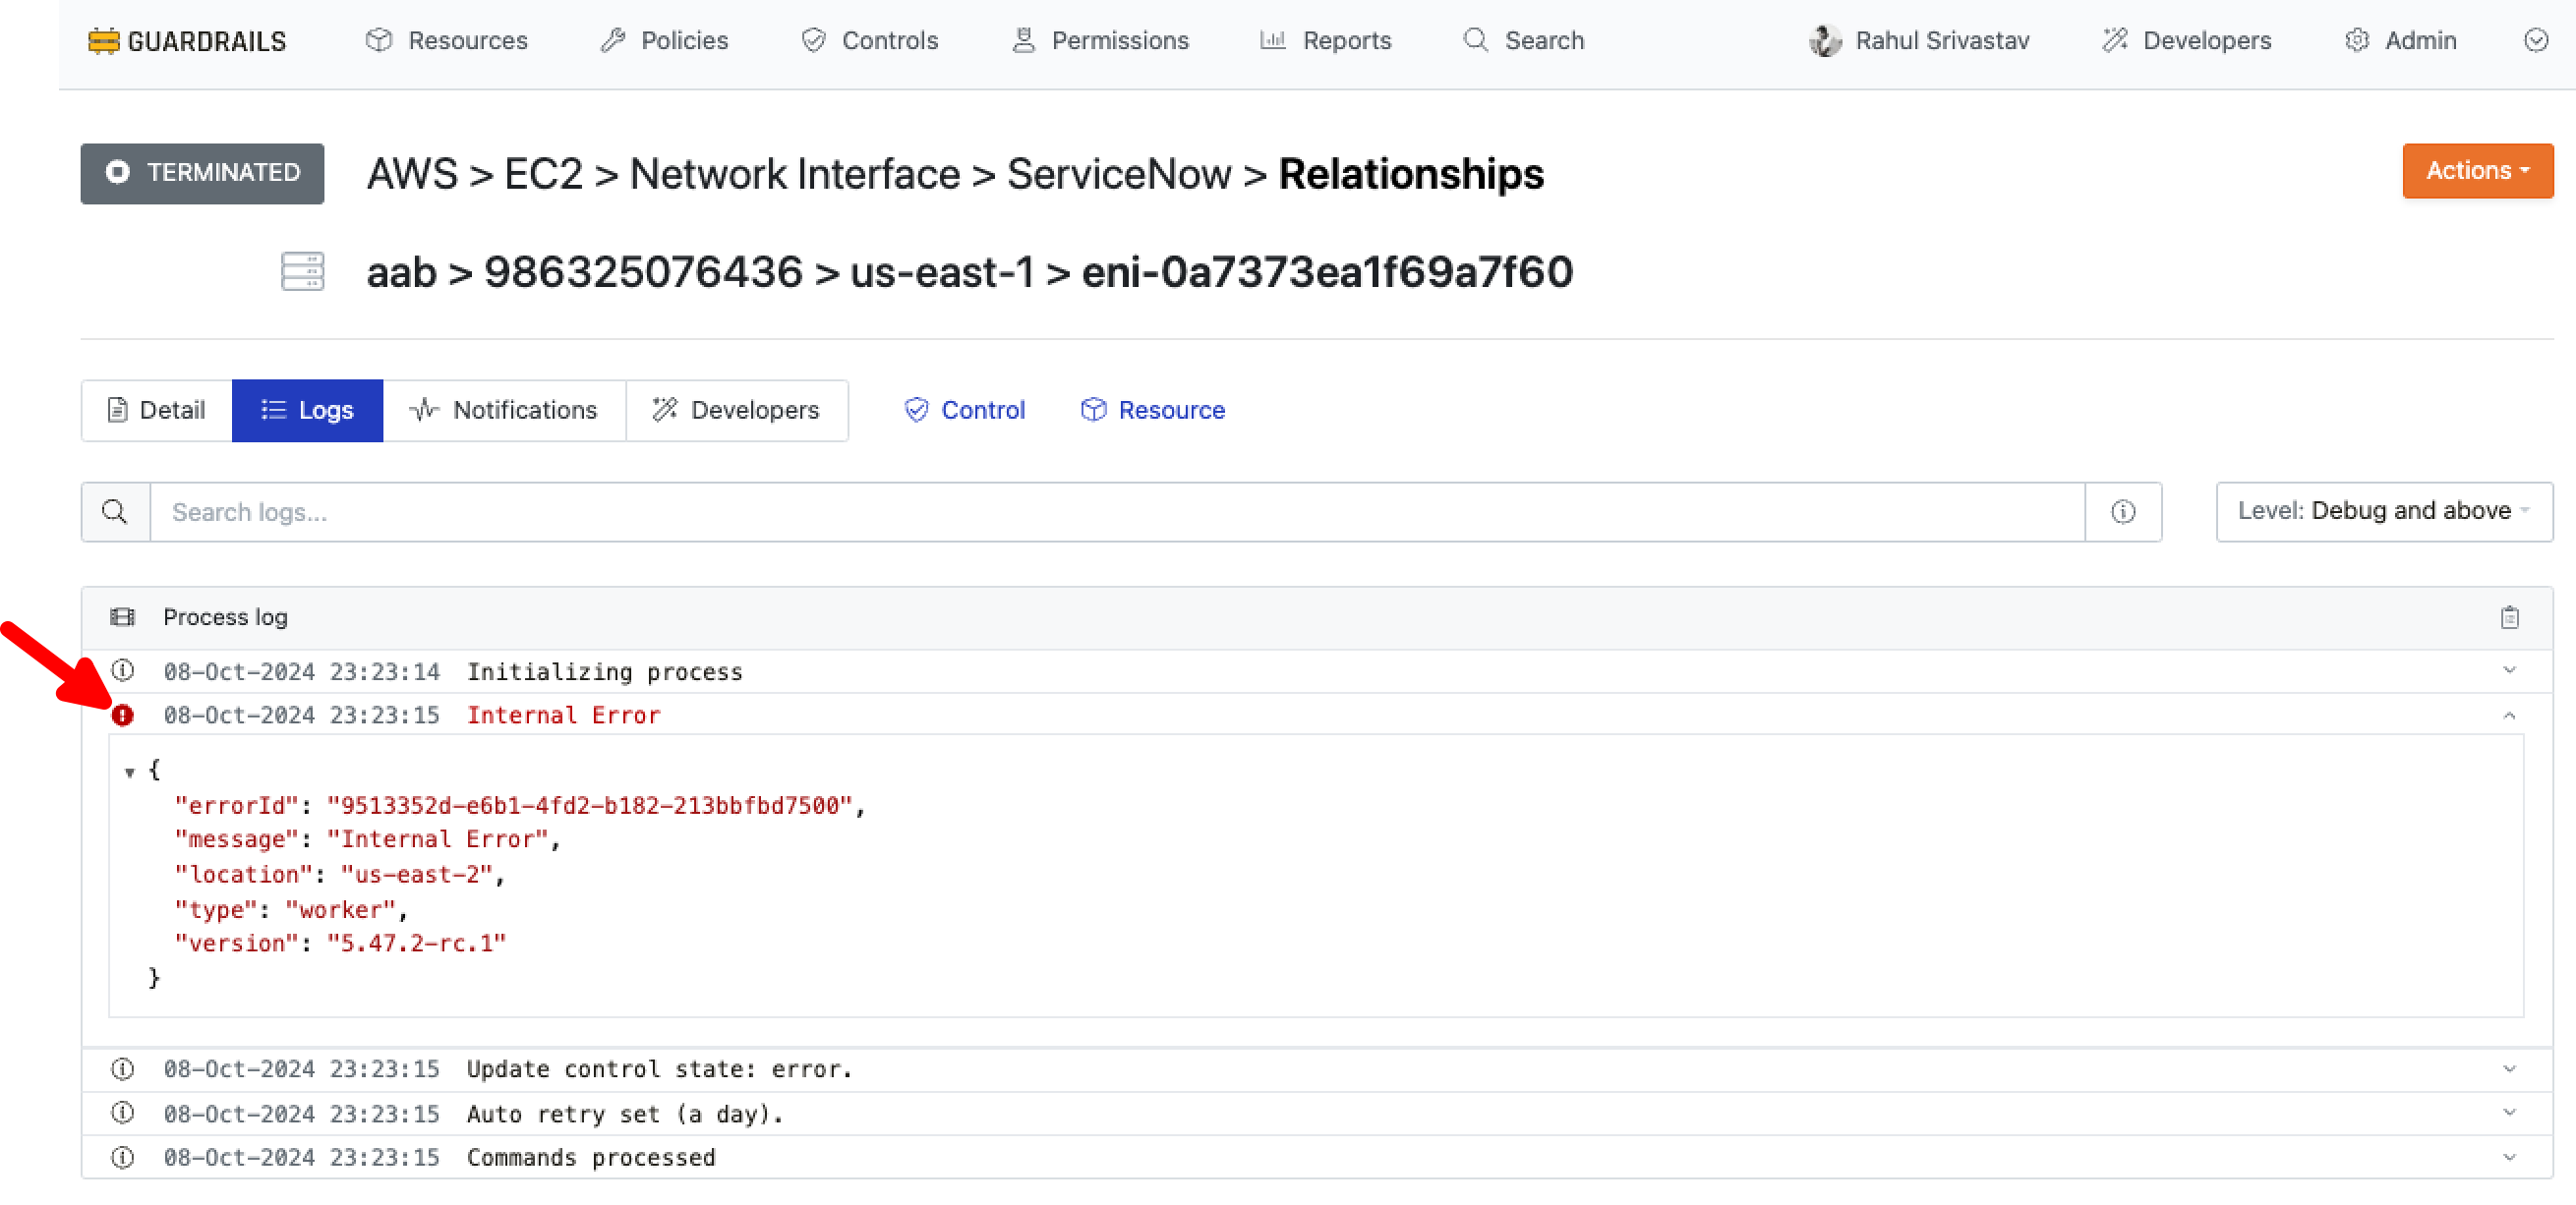 GUARDRAILS Resources Policies Controls Permissions Reports Search Rahul Srivastav Developers Admin
TERMINATED AWS > EC2 > Network Interface > ServiceNow > Relationships Actions
aab > 986325076436 > us-east-1 > eni-0a7373ea1f69a7f60
Detail Logs Notifications Developers Control Resource
Search logs... Level: Debug and above
Process log
08-Oct-2024 23:23:14 Initializing process
08-Oct-2024 23:23:15 Internal Error
{
"errorId": "9513352d-e6b1-4fd2-b182-213bbfbd7500",
"message": "Internal Error",
"location": "us-east-2",
"type": "worker",
"version": "5.47.2-rc.1"
}
08-Oct-2024 23:23:15 Update control state: error.
08-Oct-2024 23:23:15 Auto retry set (a day).
08-Oct-2024 23:23:15 Commands processed